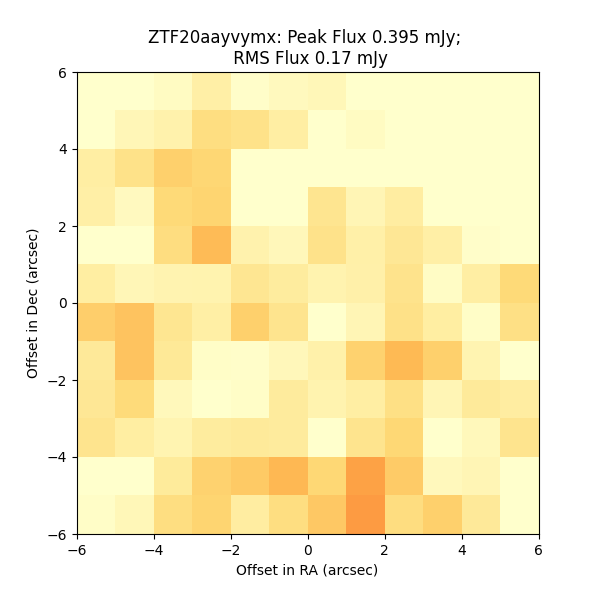 ZTF20aayvymx: Peak Flux 0.395 mJy;
RMS Flux 0.17 mJy
6
4
2
0
−2
−4
−6
Offset in Dec (arcsec)
−6 −4 −2 0 2 4 6
Offset in RA (arcsec)